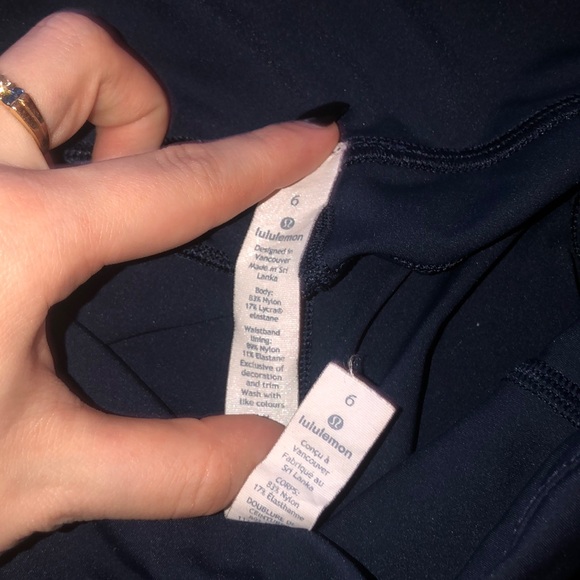 6
lululemon
Designed in
Vancouver
Made in Sri
Lanka
Body:
83% Nylon
17% Lycra®
elastane
Waistband
lining:
89% Nylon
11% Elastane
Exclusive of
decoration
and trim
Wash with
like colours
6
lululemon
Conçu à
Vancouver
Fabriqué au
Sri Lanka
CORPS:
83% Nylon
17% Élasthanne
DOUBLURE DE